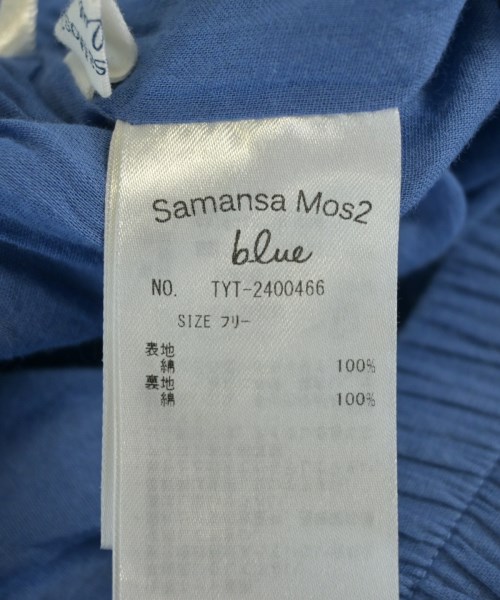 Samansa Mos2
blue
NO. TYT-2400466
SIZE フリー
表地
綿 100%
裏地
綿 100%